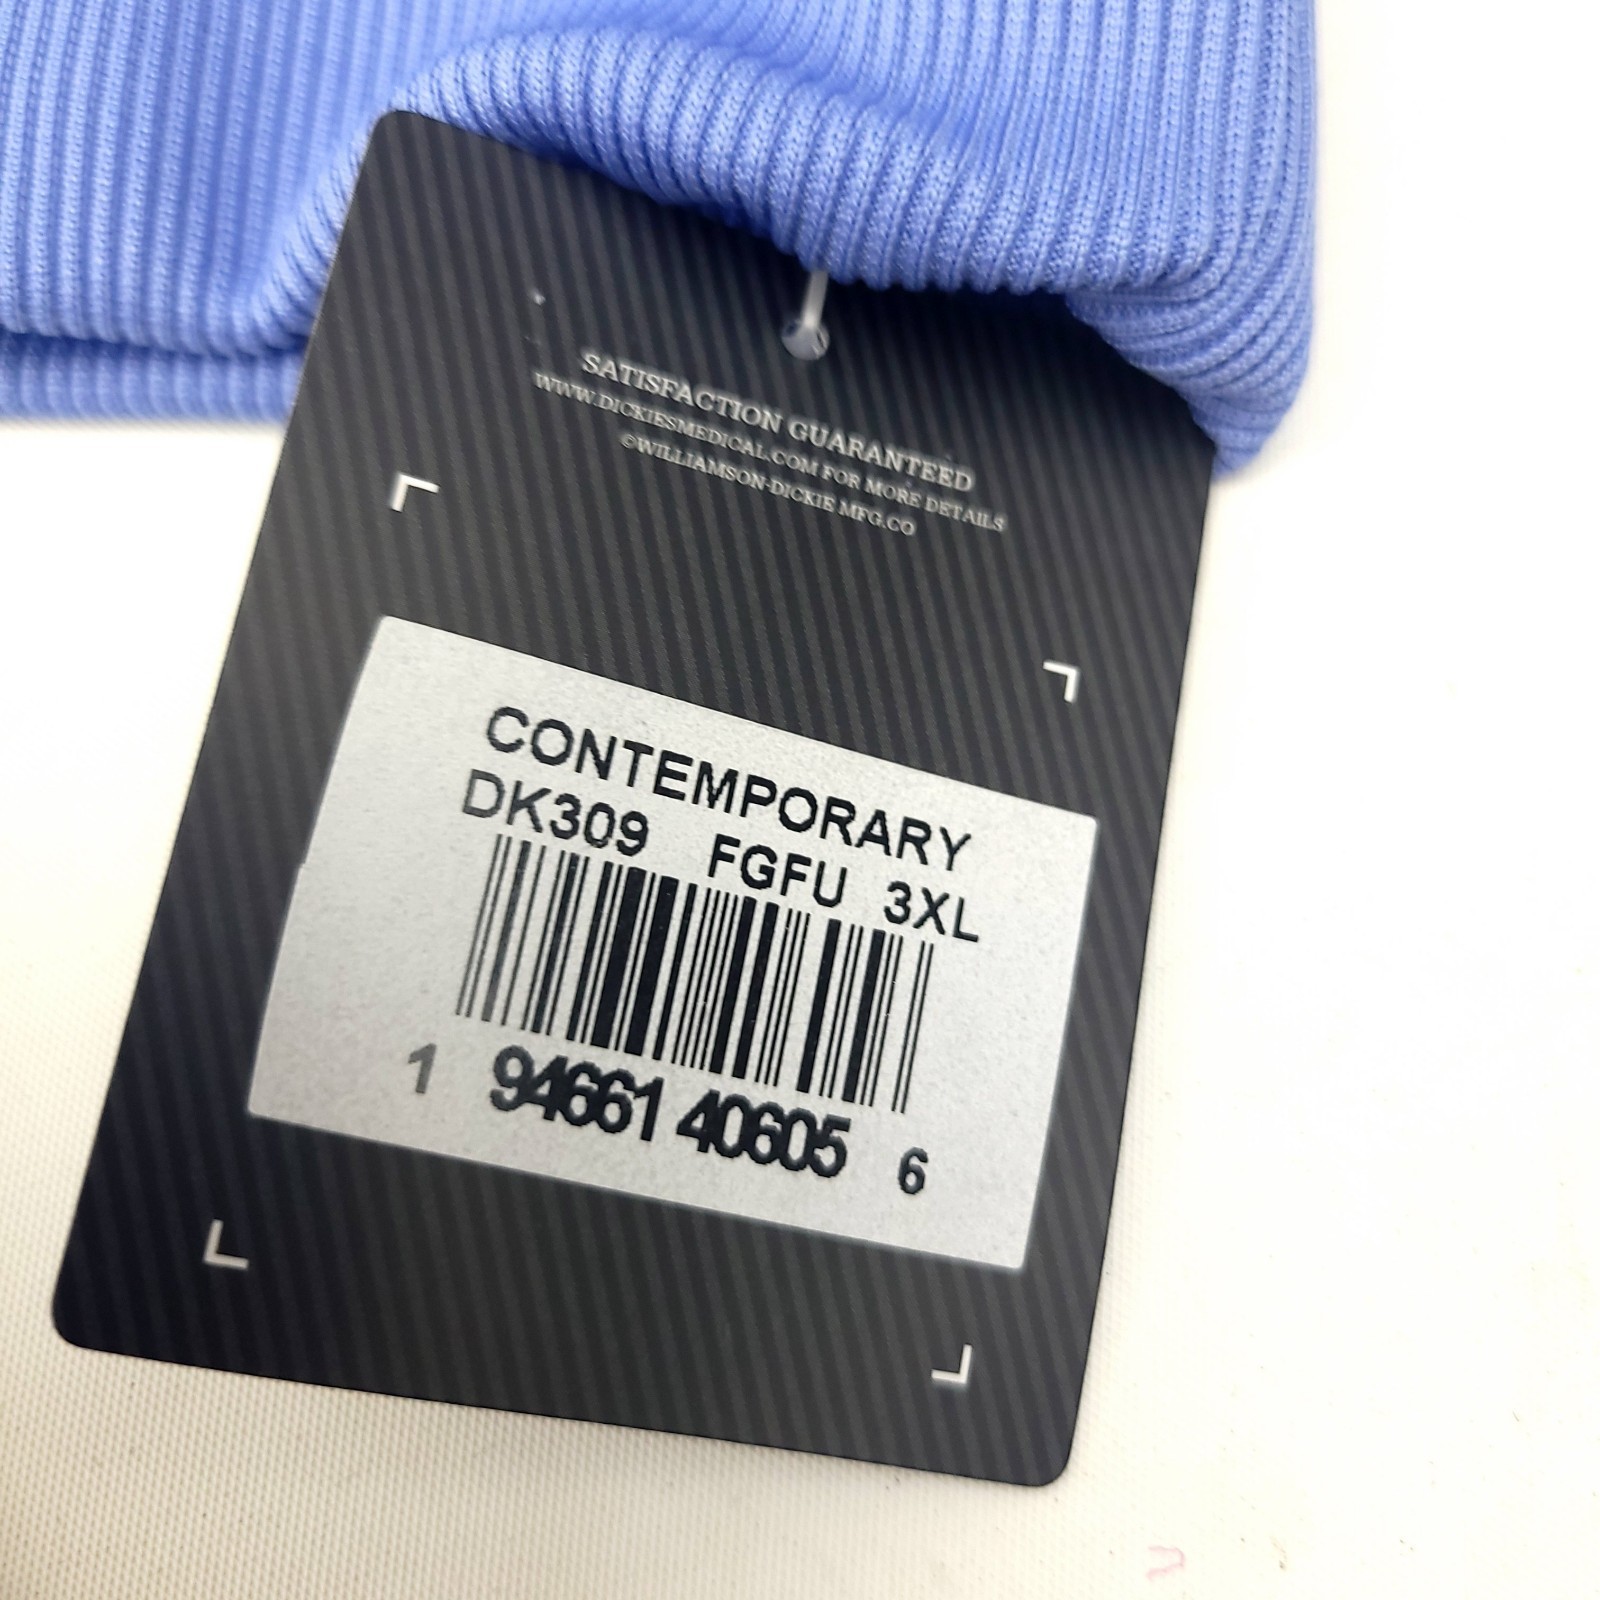 SATISFACTION GUARANTEED
WWW.DICKIESMEDICAL.COM FOR MORE DETAILS
©WILLIAMSON-DICKIE MFG.CO
CONTEMPORARY
DK309 FGFU 3XL
1 94661 40605 6